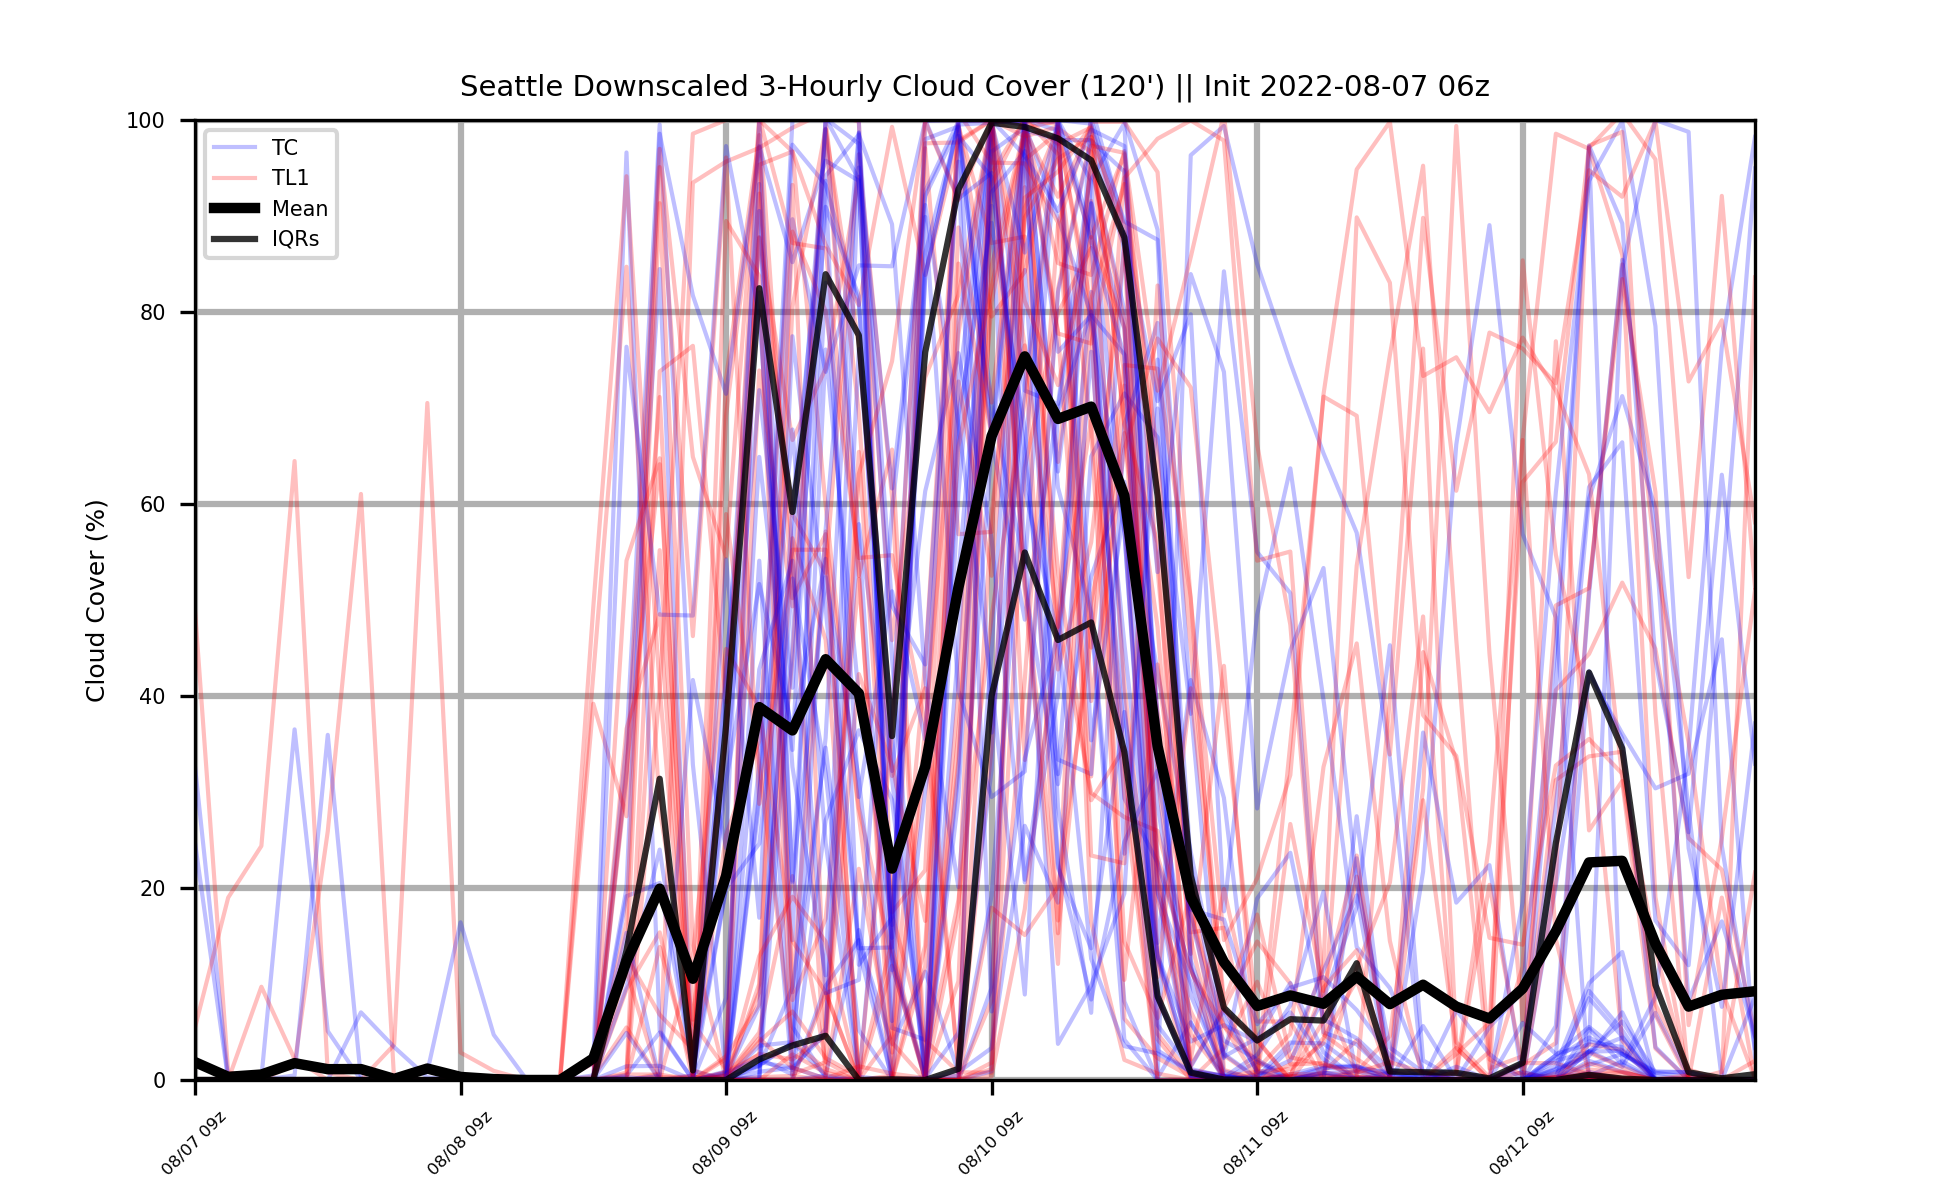 Seattle Downscaled 3-Hourly Cloud Cover (120') || Init 2022-08-07 06z
Cloud Cover (%)
100
80
60
40
20
0
TC
TL1
Mean
IQRs
08/07 09z
08/08 09z
08/09 09z
08/10 09z
08/11 09z
08/12 09z